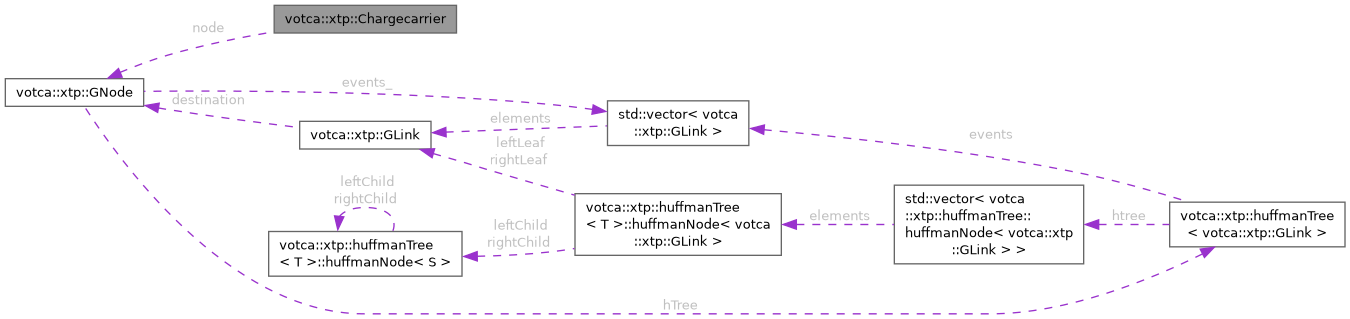 votca::xtp::Chargecarrier
node
votca::xtp::GNode
events_
destination
votca::xtp::GLink
elements
std::vector< votca
::xtp::GLink >
leftLeaf
rightLeaf
events
leftChild
rightChild
votca::xtp::huffmanTree
< T >::huffmanNode< S >
leftChild
rightChild
votca::xtp::huffmanTree
< T >::huffmanNode< votca
::xtp::GLink >
elements
std::vector< votca
::xtp::huffmanTree::
huffmanNode< votca::xtp
::GLink > >
htree
votca::xtp::huffmanTree
< votca::xtp::GLink >
hTree